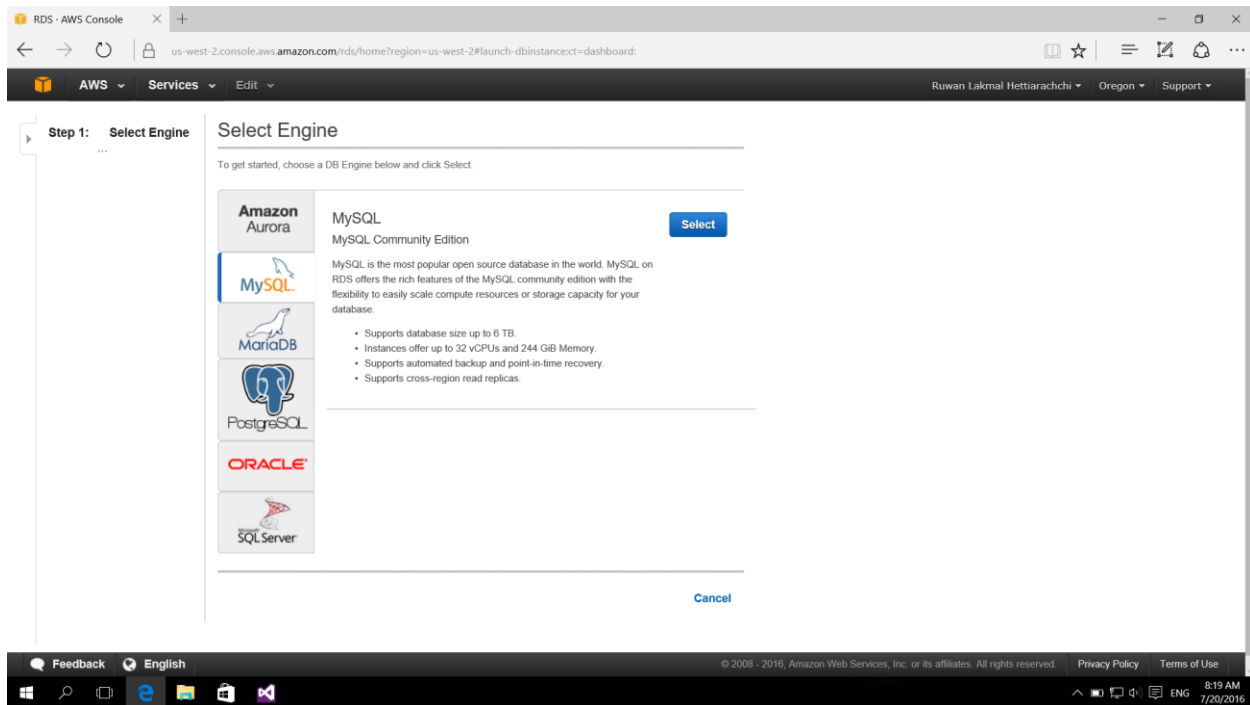 RDS · AWS Console
us-west-2.console.aws.amazon.com/rds/home?region=us-west-2#launch-dbinstance:ct=dashboard:
AWS Services Edit Ruwan Lakmal Hettiarachchi Oregon Support
Step 1: Select Engine
...
Select Engine
To get started, choose a DB Engine below and click Select.
Amazon
Aurora
MySQL
MariaDB
PostgreSQL
ORACLE
Microsoft
SQL Server
MySQL
Select
MySQL Community Edition
MySQL is the most popular open source database in the world. MySQL on
RDS offers the rich features of the MySQL community edition with the
flexibility to easily scale compute resources or storage capacity for your
database.
• Supports database size up to 6 TB.
• Instances offer up to 32 vCPUs and 244 GiB Memory.
• Supports automated backup and point-in-time recovery.
• Supports cross-region read replicas.
Cancel
Feedback English © 2008 - 2016, Amazon Web Services, Inc. or its affiliates. All rights reserved. Privacy Policy Terms of Use
ENG
8:19 AM
7/20/2016